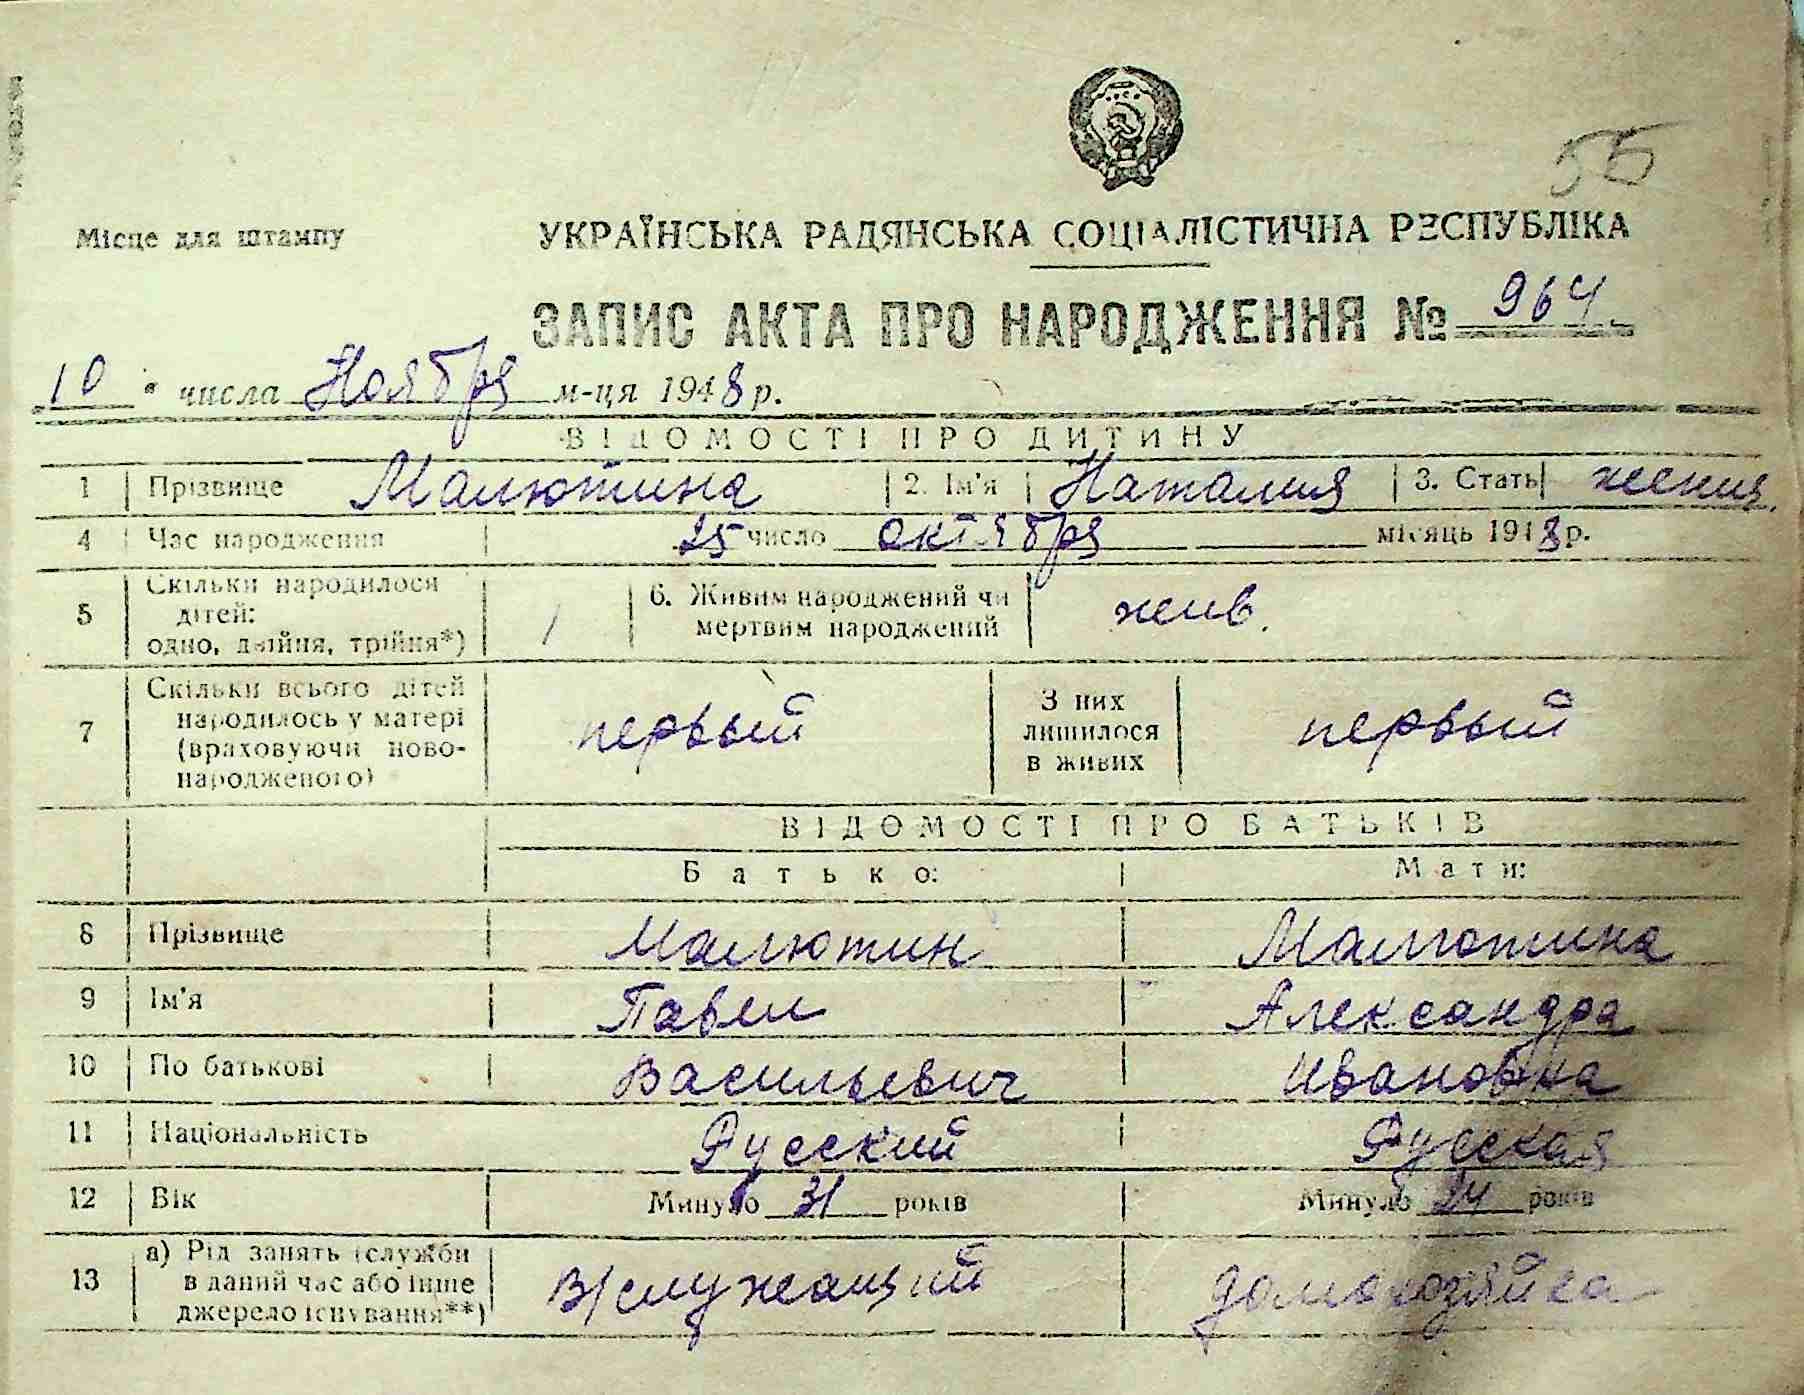 56
Місце для штампу
УКРАЇНСЬКА РАДЯНСЬКА СОЦІАЛІСТИЧНА РЕСПУБЛІКА
ЗАПИС АКТА ПРО НАРОДЖЕННЯ № 964.
10 числа Ноября м-ця 1948 р.
ВІДОМОСТІ ПРО ДИТИНУ
1 Прізвище Малютина 2. Ім'я Наталия 3. Стать
4 Час народження 25 число октября місяць 1948 р.
5 Скільки народилося дітей: одно, двійня, трійня*) 1 6. Живим народжений чи мертвим народжений жив.
7 Скільки всього дітей народилось у матері (враховуючи новонародженого) первый З них лишилося в живих первый
ВІДОМОСТІ ПРО БАТЬКІВ
Батько: Мати:
8 Прізвище Малютин Малютина
9 Ім'я Павел Александра
10 По батькові Васильевич Ивановна
11 Національність Русский Русская
12 Вік Минуло 31 років Минуло 24 років
13 а) Рід занять (служби в даний час або інше джерело існування**) В/служащий домохозяйка